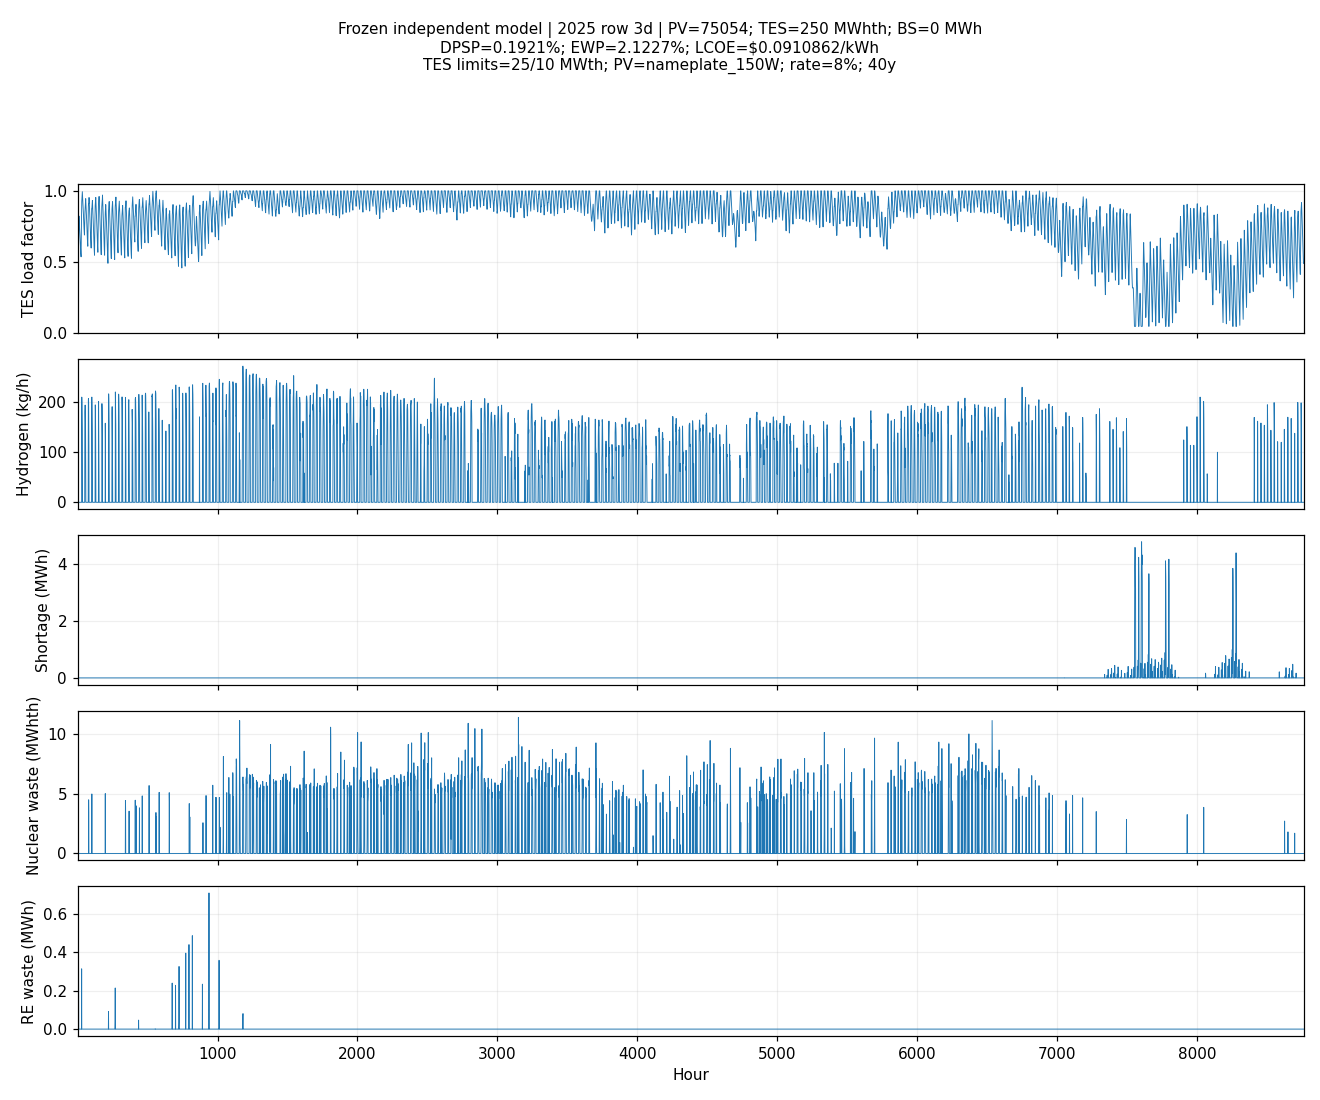 Frozen independent model | 2025 row 3d | PV=75054; TES=250 MWhth; BS=0 MWh
DPSP=0.1921%; EWP=2.1227%; LCOE=$0.0910862/kWh
TES limits=25/10 MWth; PV=nameplate_150W; rate=8%; 40y
TES load factor
1.0
0.5
0.0
Hydrogen (kg/h)
200
100
0
Shortage (MWh)
4
2
0
Nuclear waste (MWhth)
10
5
0
RE waste (MWh)
0.6
0.4
0.2
0.0
1000 2000 3000 4000 5000 6000 7000 8000
Hour